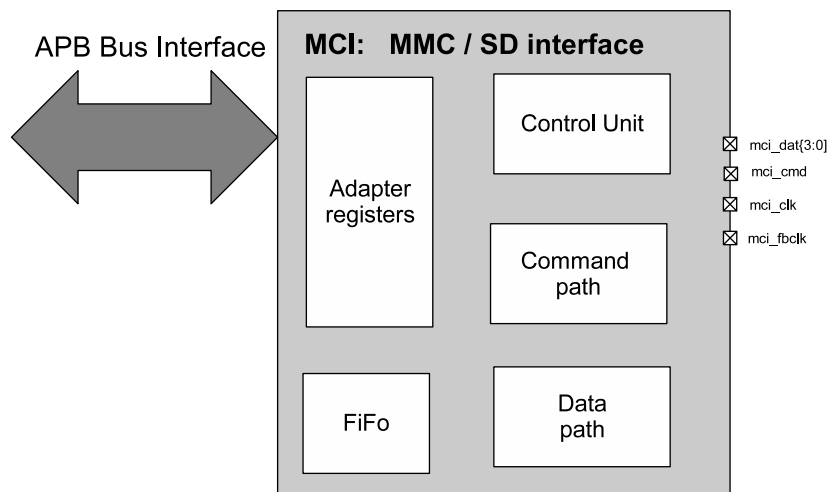 APB Bus Interface
MCI: MMC / SD interface
Control Unit
Adapter
registers
Command
path
FiFo
Data
path
mci_dat{3:0]
mci_cmd
mci_clk
mci_fbclk